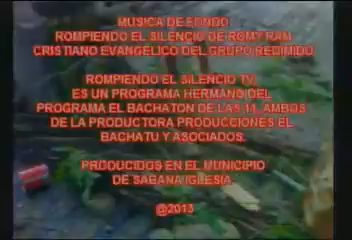 MUSICA DE FONDO
ROMPIENDO EL SILENCIO DE ROMY RAM
CRISTIANO EVANGELICO DEL GRUPO REDIMIDO
ROMPIENDO EL SILENCIO TV
ES UN PROGRAMA HERMANO DEL
PROGRAMA EL BACHATON DE LAS 11, AMBOS
DE LA PRODUCTORA PRODUCCIONES EL
BACHATU Y ASOCIADOS.
PRODUCIDOS EN EL MUNICIPIO
DE SABANA IGLESIA.
@2013